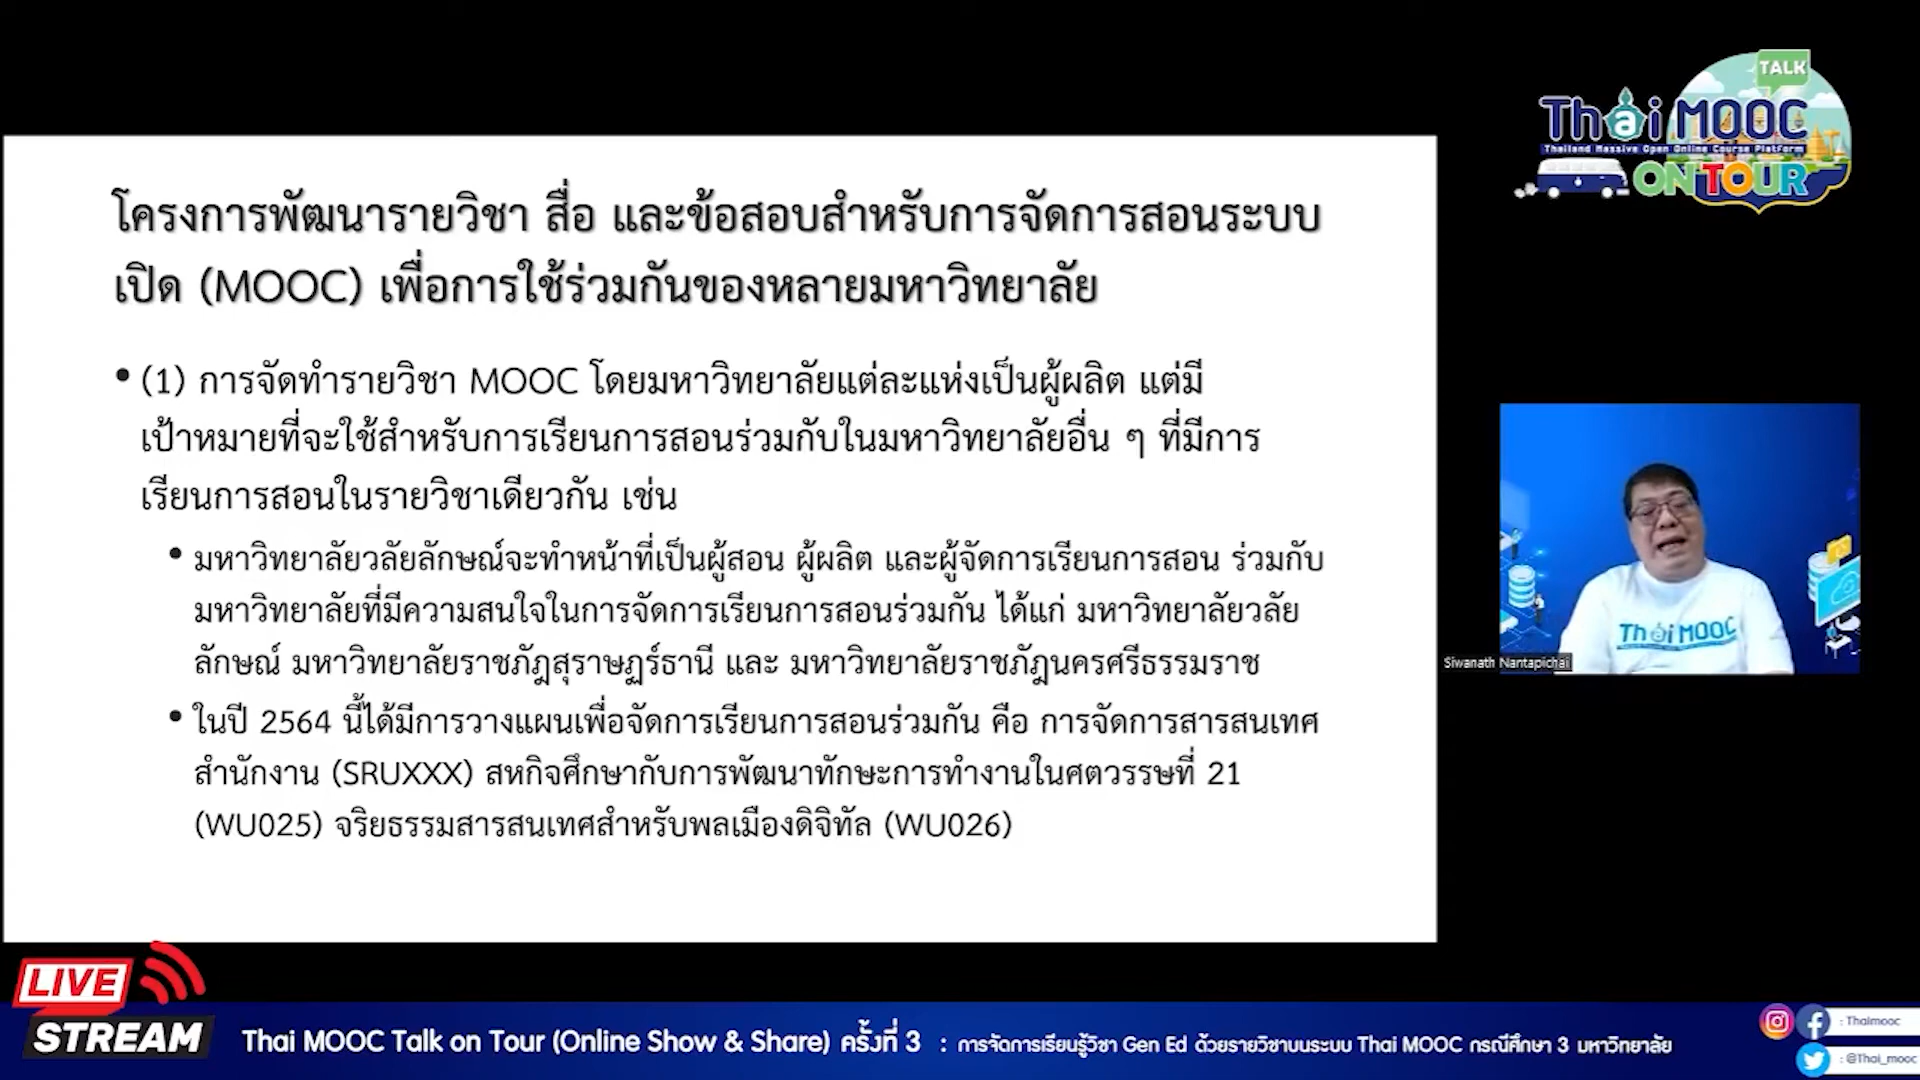 TALK
Thai MOOC
Thailand Massive Open Online Course Platform
ON TOUR
โครงการพัฒนารายวิชา สื่อ และข้อสอบสำหรับการจัดการสอนระบบ
เปิด (MOOC) เพื่อการใช้ร่วมกันของหลายมหาวิทยาลัย
• (1) การจัดทำรายวิชา MOOC โดยมหาวิทยาลัยแต่ละแห่งเป็นผู้ผลิต แต่มี
เป้าหมายที่จะใช้สำหรับการเรียนการสอนร่วมกับในมหาวิทยาลัยอื่น ๆ ที่มีการ
เรียนการสอนในรายวิชาเดียวกัน เช่น
• มหาวิทยาลัยวลัยลักษณ์จะทำหน้าที่เป็นผู้สอน ผู้ผลิต และผู้จัดการเรียนการสอน ร่วมกับ
มหาวิทยาลัยที่มีความสนใจในการจัดการเรียนการสอนร่วมกัน ได้แก่ มหาวิทยาลัยวลัย
ลักษณ์ มหาวิทยาลัยราชภัฎสุราษฏร์ธานี และ มหาวิทยาลัยราชภัฎนครศรีธรรมราช
• ในปี 2564 นี้ได้มีการวางแผนเพื่อจัดการเรียนการสอนร่วมกัน คือ การจัดการสารสนเทศ
สำนักงาน (SRUXXX) สหกิจศึกษากับการพัฒนาทักษะการทำงานในศตวรรษที่ 21
(WU025) จริยธรรมสารสนเทศสำหรับพลเมืองดิจิทัล (WU026)
Thai MOOC
Siwanath Nantapichai
LIVE
STREAM
Thai MOOC Talk on Tour (Online Show & Share) ครั้งที่ 3 : การจัดการเรียนรู้วิชา Gen Ed ด้วยรายวิชาบนระบบ Thai MOOC กรณีศึกษา 3 มหาวิทยาลัย
: Thaimooc
: @Thai_mooc